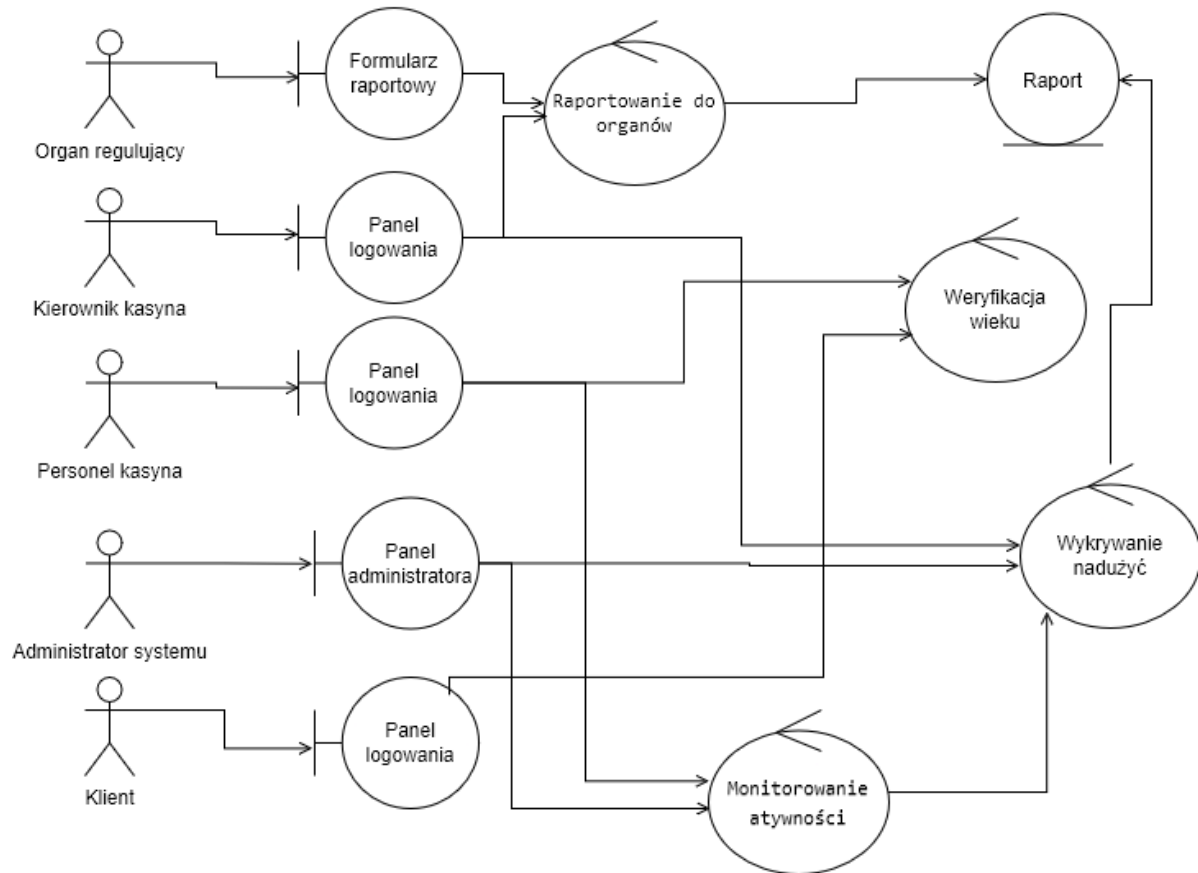 Formularz
raportowy
Raport
Raportowanie do
organów
Organ regulujący
Panel
logowania
Kierownik kasyna
Weryfikacja
wieku
Panel
logowania
Personel kasyna
Panel
administratora
Wykrywanie
nadużyć
Administrator systemu
Panel
logowania
Klient
Monitorowanie
atywności